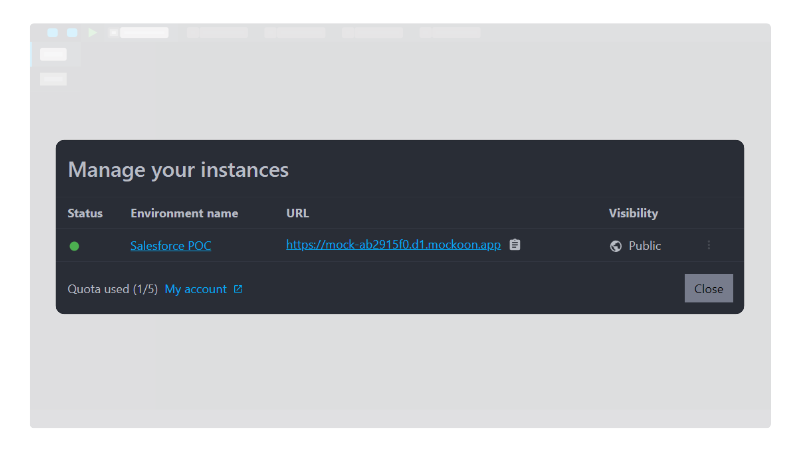 Manage your instances
Status Environment name URL Visibility
Salesforce POC https://mock-ab2915f0.d1.mockoon.app Public
Quota used (1/5) My account Close